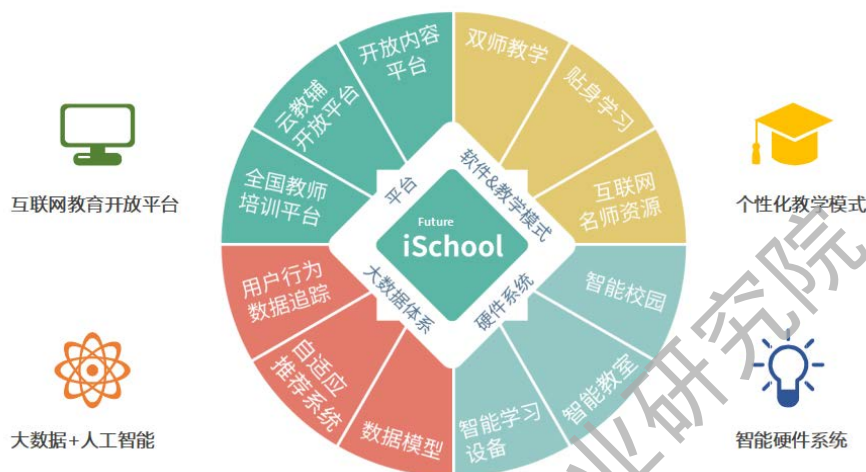 开放内容
平台
双师教学
云教辅
开放平台
贴身学习
全国教师
培训平台
互联网
名师资源
平台
软件&教学模式
Future
iSchool
大数据体系
硬件系统
用户行为
数据追踪
智能校园
自适应
推荐系统
智能教室
数据模型
智能学习
设备
互联网教育开放平台
个性化教学模式
大数据+人工智能
智能硬件系统
业研究院